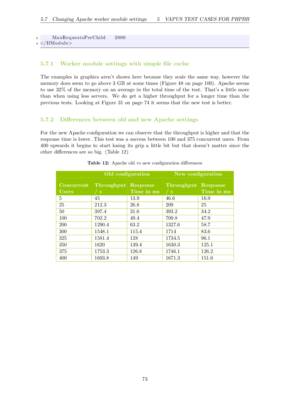 5.7 Changing Apache worker module settings 5 VAPUS TEST CASES FOR PHPBB
MaxRequestsPerChild 2000
</IfModule>
5.7.1 Worker module settings with simple file cache
The examples in graphics aren't shown here because they scale the same way, however the
memory does seem to go above 3 GB at some times (Figure 48 on page 100). Apache seems
to use 32% of the memory on an average in the total time of the test. That's a little more
than when using less servers. We do get a higher throughput for a longer time than the
previous tests. Looking at Figure 31 on page 74 it seems that the new test is better.
5.7.2 Differences between old and new Apache settings
For the new Apache configuration we can observe that the throughput is higher and that the
response time is lower. This test was a success between 100 and 375 concurrent users. From
400 upwards it begins to start losing its grip a little bit but that doesn't matter since the
other differences are so big. (Table 12)
Table 12: Apache old vs new configuration differences
Old configuration New configuration
Concurrent Throughput Response Throughput Response
Users / s Time in ms / s Time in ms
5 45 13.9 46.6 16.8
25 212.3 26.8 209 25
50 397.4 31.6 393.2 34.2
100 702.2 49.4 709.8 47.8
200 1290.4 63.2 1327.6 58.7
300 1548.1 115.4 1714 83.6
325 1581.4 128 1734.5 96.1
350 1620 139.4 1630.3 125.1
375 1753.3 126.6 1746.1 126.2
400 1693.8 149 1671.3 151.0
73